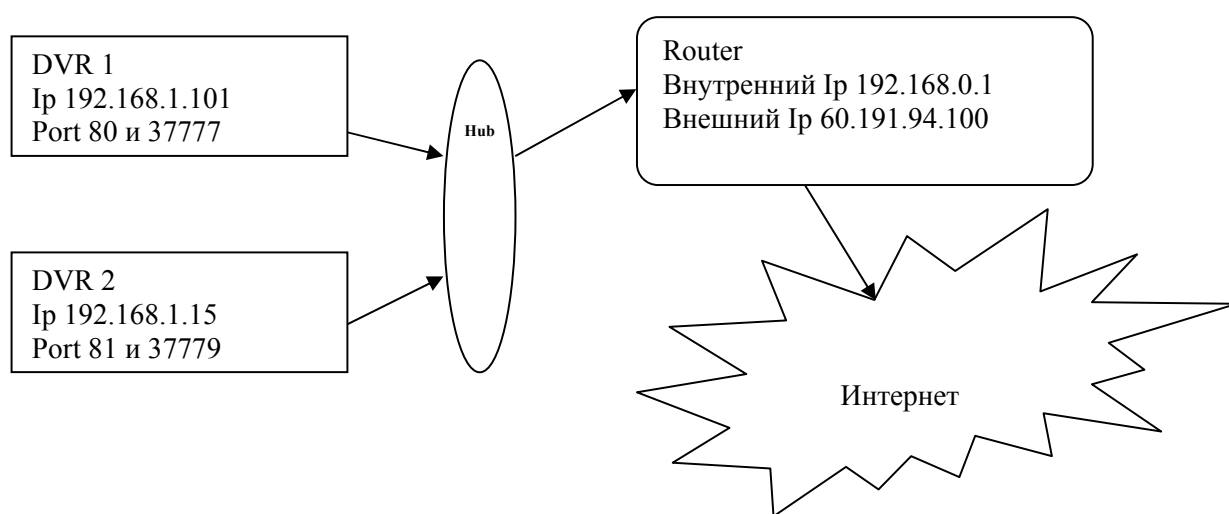 DVR 1
Ip 192.168.1.101
Port 80 и 37777
Hub
Router
Внутренний Ip 192.168.0.1
Внешний Ip 60.191.94.100
DVR 2
Ip 192.168.1.15
Port 81 и 37779
Интернет